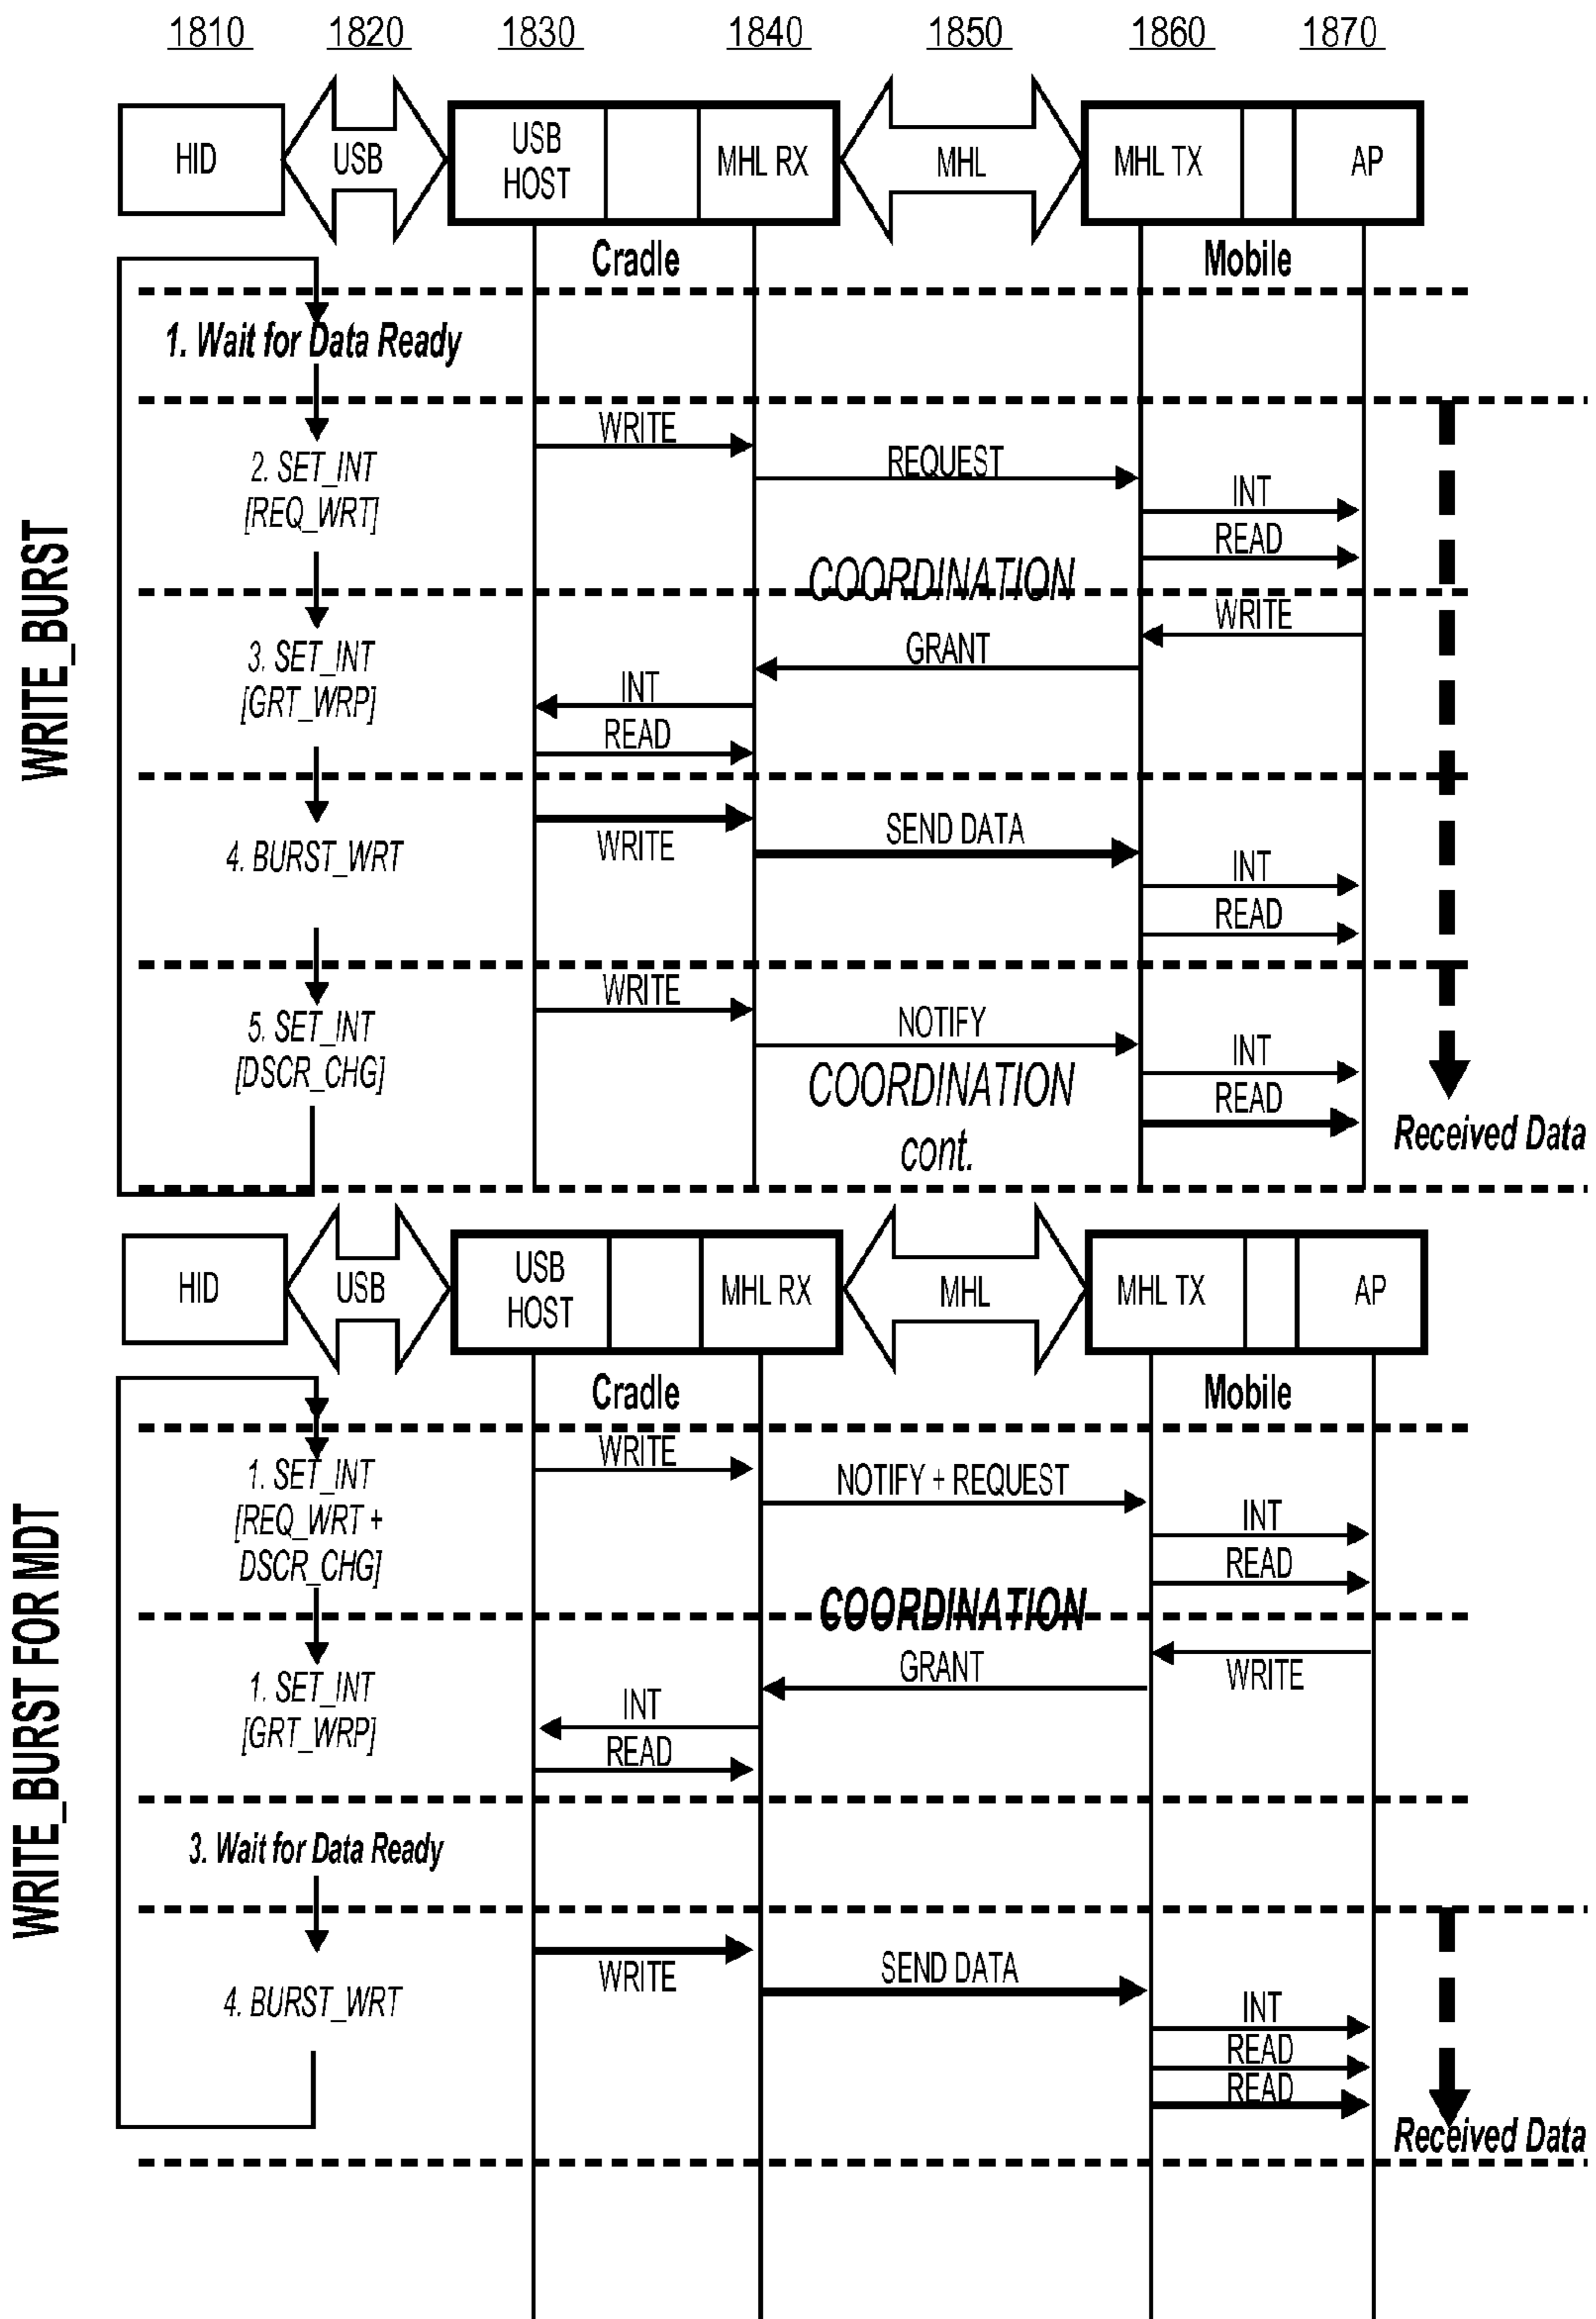 1810 1820 1830 1840 1850 1860 1870
HID USB USB HOST MHL RX MHL MHL TX AP
Cradle Mobile
WRITE_BURST
1. Wait for Data Ready
WRITE
REQUEST
2. SET_INT
[REQ_WRT]
INT
READ
COORDINATION
WRITE
3. SET_INT
[GRT_WRP]
GRANT
INT
READ
WRITE
SEND DATA
4. BURST_WRT
INT
READ
WRITE
5. SET_INT
[DSCR_CHG]
NOTIFY
INT
READ
COORDINATION
cont.
Received Data
HID USB USB HOST MHL RX MHL MHL TX AP
Cradle Mobile
WRITE_BURST FOR MDT
WRITE
1. SET_INT
[REQ_WRT +
DSCR_CHG]
NOTIFY + REQUEST
INT
READ
COORDINATION
WRITE
1. SET_INT
[GRT_WRP]
GRANT
INT
READ
3. Wait for Data Ready
WRITE
SEND DATA
4. BURST_WRT
INT
READ
READ
Received Data